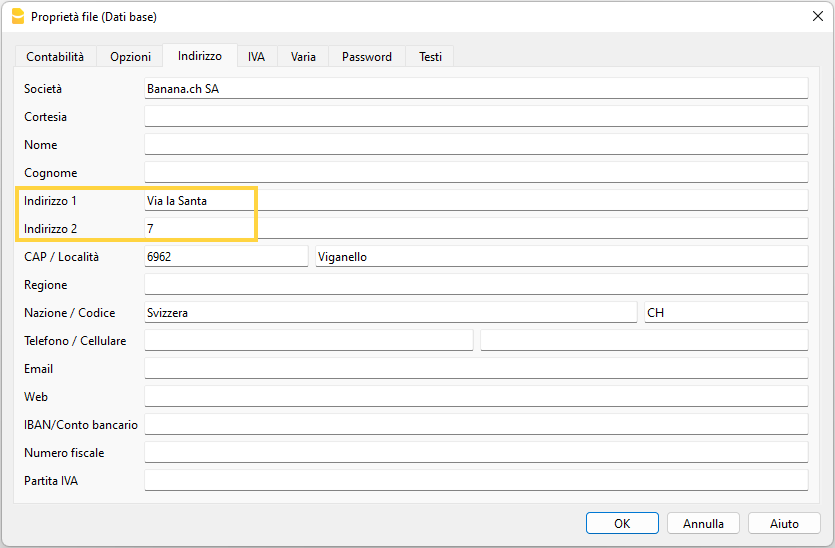 Proprietà file (Dati base)
Contabilità Opzioni Indirizzo IVA Varia Password Testi
Società Banana.ch SA
Cortesia
Nome
Cognome
Indirizzo 1 Via la Santa
Indirizzo 2 7
CAP / Località 6962 Viganello
Regione
Nazione / Codice Svizzera CH
Telefono / Cellulare
Email
Web
IBAN/Conto bancario
Numero fiscale
Partita IVA
OK Annulla Aiuto